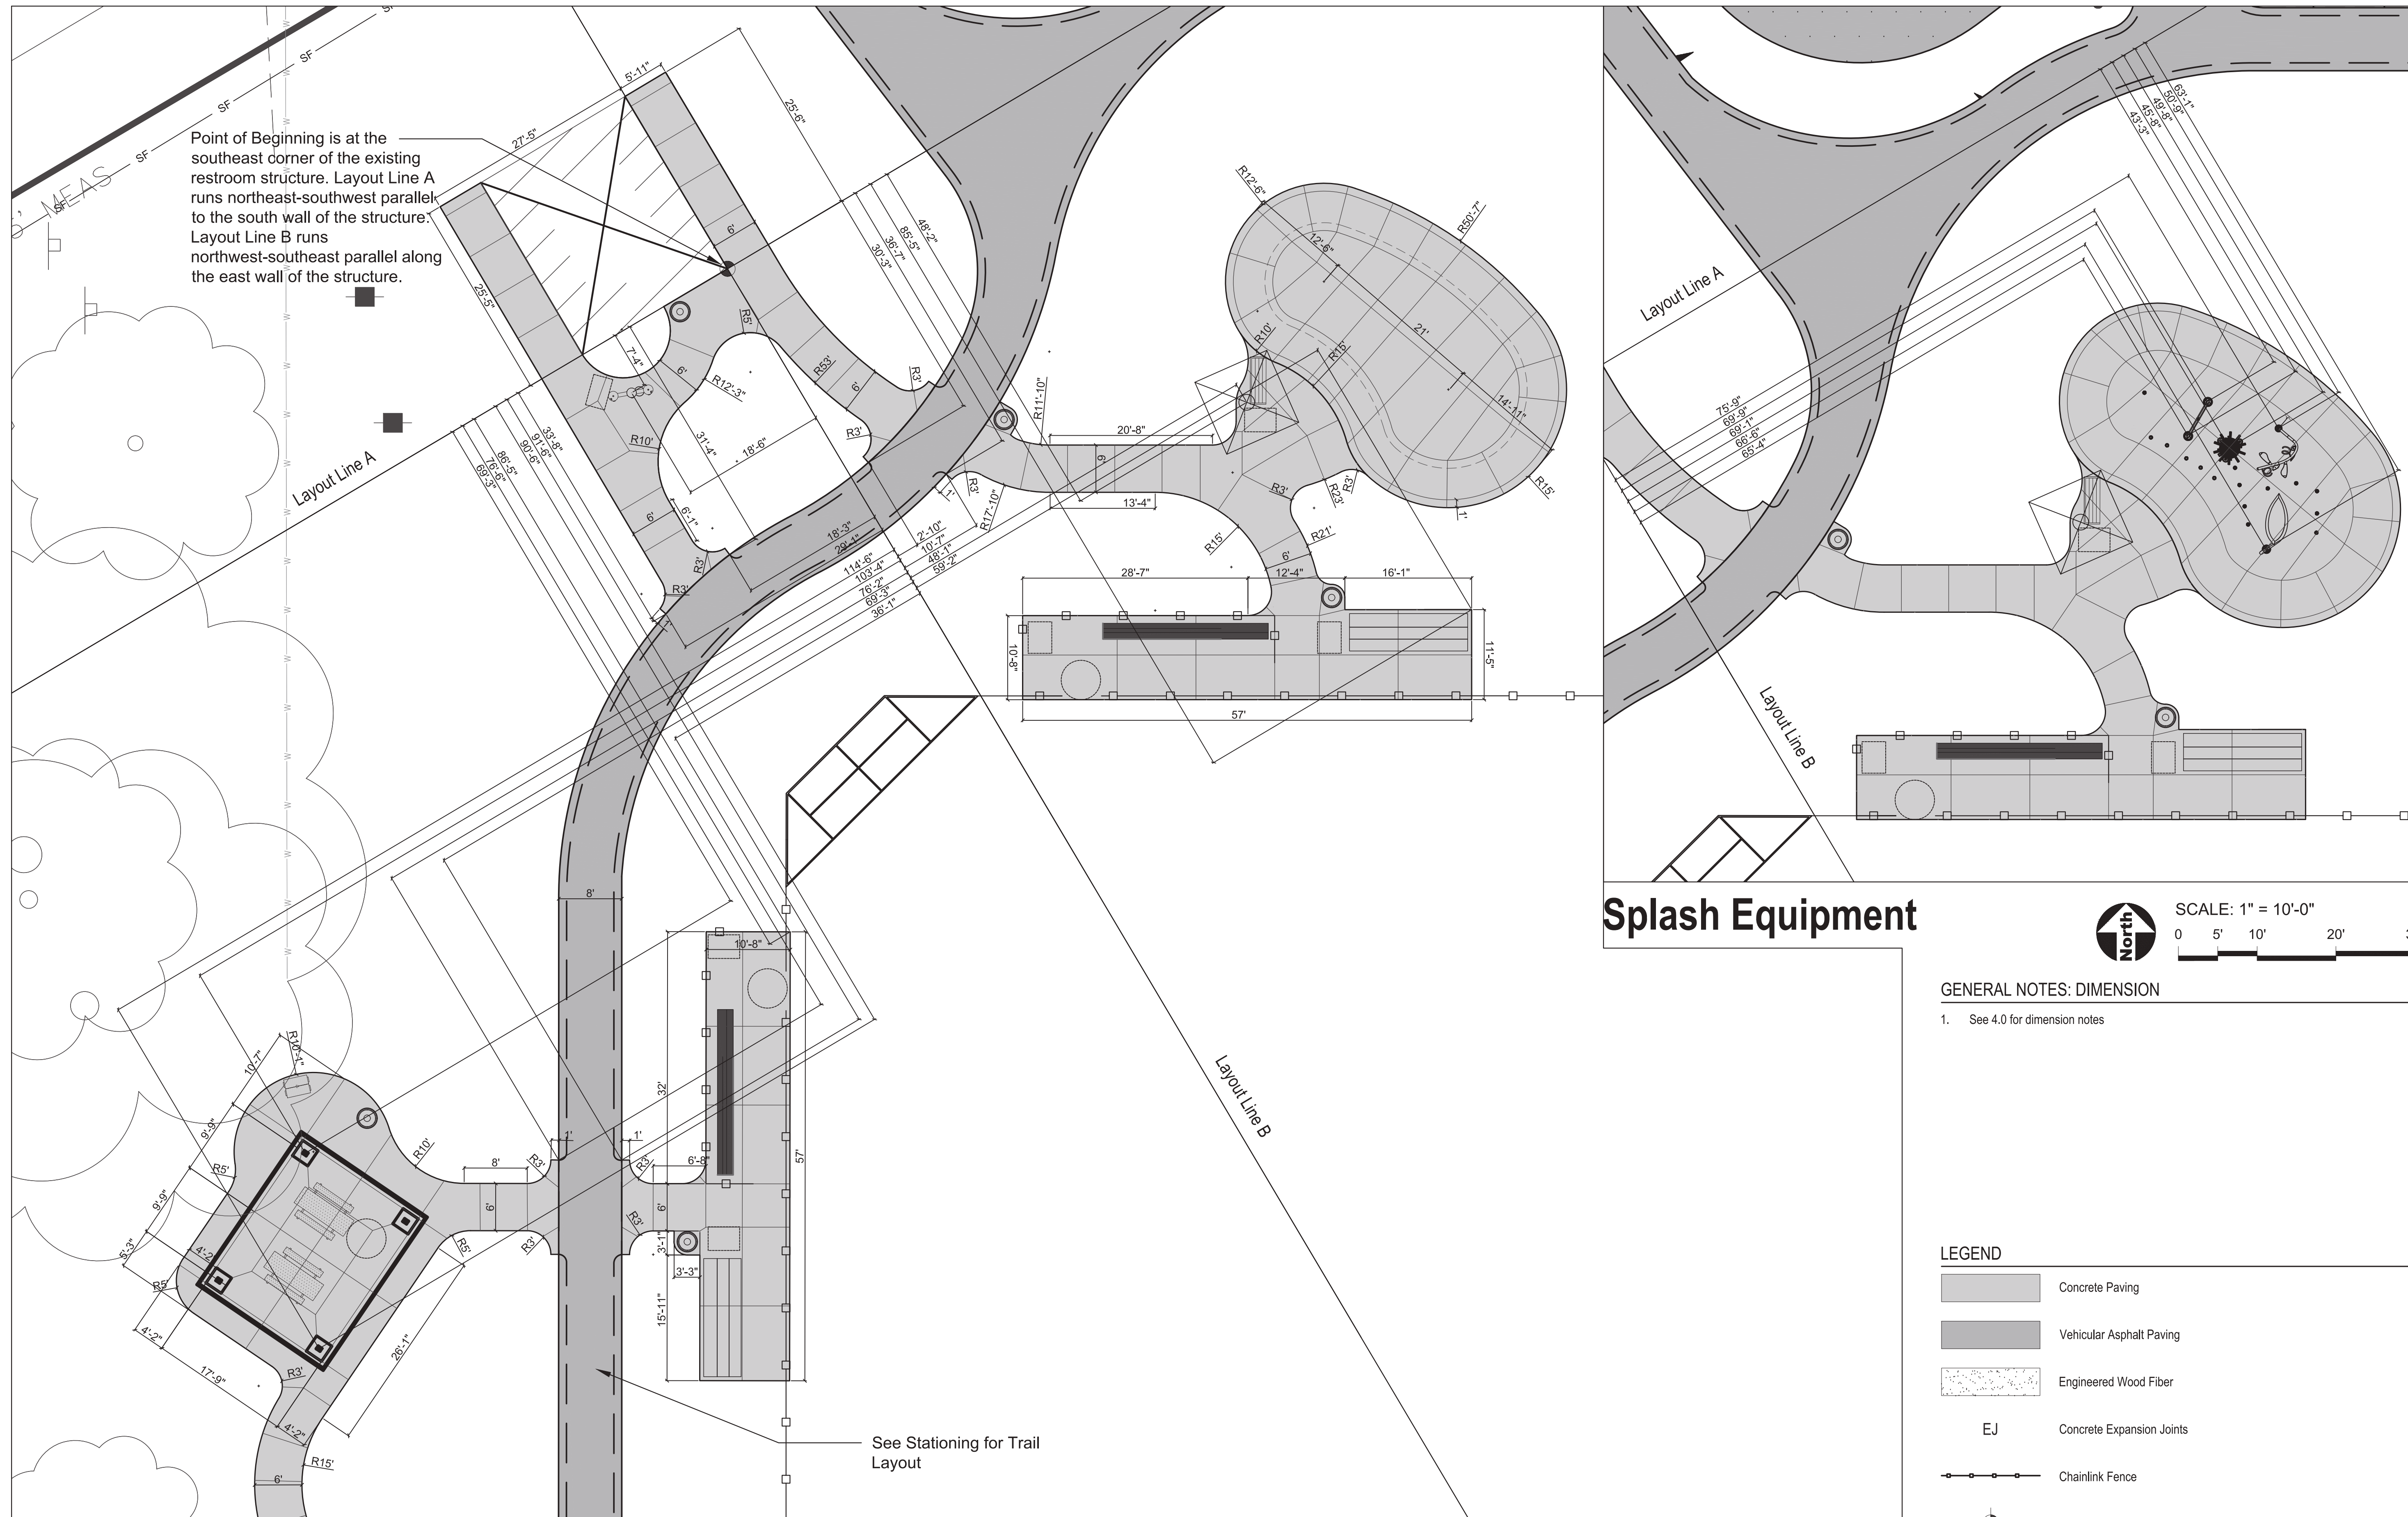 SF
SF
SF
SF
SF
MEAS
Point of Beginning is at the
southeast corner of the existing
restroom structure. Layout Line A
runs northeast-southwest parallel
to the south wall of the structure.
Layout Line B runs
northwest-southeast parallel along
the east wall of the structure.
5'-11"
27'-5"
25'-6"
6'
25'-5"
48'-2"
85'-5"
36'-7"
30'-3"
R5'
7'-4"
6'
R12'-3"
R53'
6'
R3'
R3'
R10'
31'-4"
18'-6"
6'
6'-1"
R3'
R3'
1'
Layout Line A
33'-8"
91'-6"
90'-6"
86'-5"
76'-6"
69'-3"
R12'-6"
12'-6"
R50'-7"
21'
14'-11"
R15'
1'
R10'
R15'
R11'-10"
20'-8"
6'
13'-4"
R3'
1'
R17'-10"
R3'
R23'
R3'
R15'
R21'
6'
18'-3"
29'-1"
2'-10"
10'-7"
48'-1"
59'-2"
114'-6"
103'-4"
76'-2"
69'-3"
36'-1"
28'-7"
12'-4"
16'-1"
10'-8"
11'-5"
57'
8'
10'-8"
32'
57'
1'
1'
R3'
R3'
6'-8"
8'
6'
6'
R3'
R3'
3'-1"
3'-3"
15'-11"
R10'-1"
10'-7"
9'-9"
R5'
R10'
9'-9"
5'-3"
4'-2"
R5'
R5'
4'-2"
17'-9"
R3'
26'-1"
4'-2"
R15'
6'
Layout Line B
See Stationing for Trail
Layout
63'-1"
50'-9"
49'-8"
45'-8"
43'-3"
Layout Line A
75'-9"
69'-9"
69'-1"
66'-6"
65'-4"
Layout Line B
Splash Equipment
North
SCALE: 1" = 10'-0"
0 5' 10' 20'
GENERAL NOTES: DIMENSION
1. See 4.0 for dimension notes
LEGEND
Concrete Paving
Vehicular Asphalt Paving
Engineered Wood Fiber
EJ Concrete Expansion Joints
Chainlink Fence